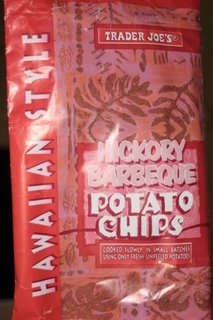 TRADER JOE'S®
HAWAIIAN STYLE
HICKORY
BARBEQUE
POTATO
CHIPS
COOKED SLOWLY IN SMALL BATCHES
USING ONLY FRESH UNPEELED POTATOES